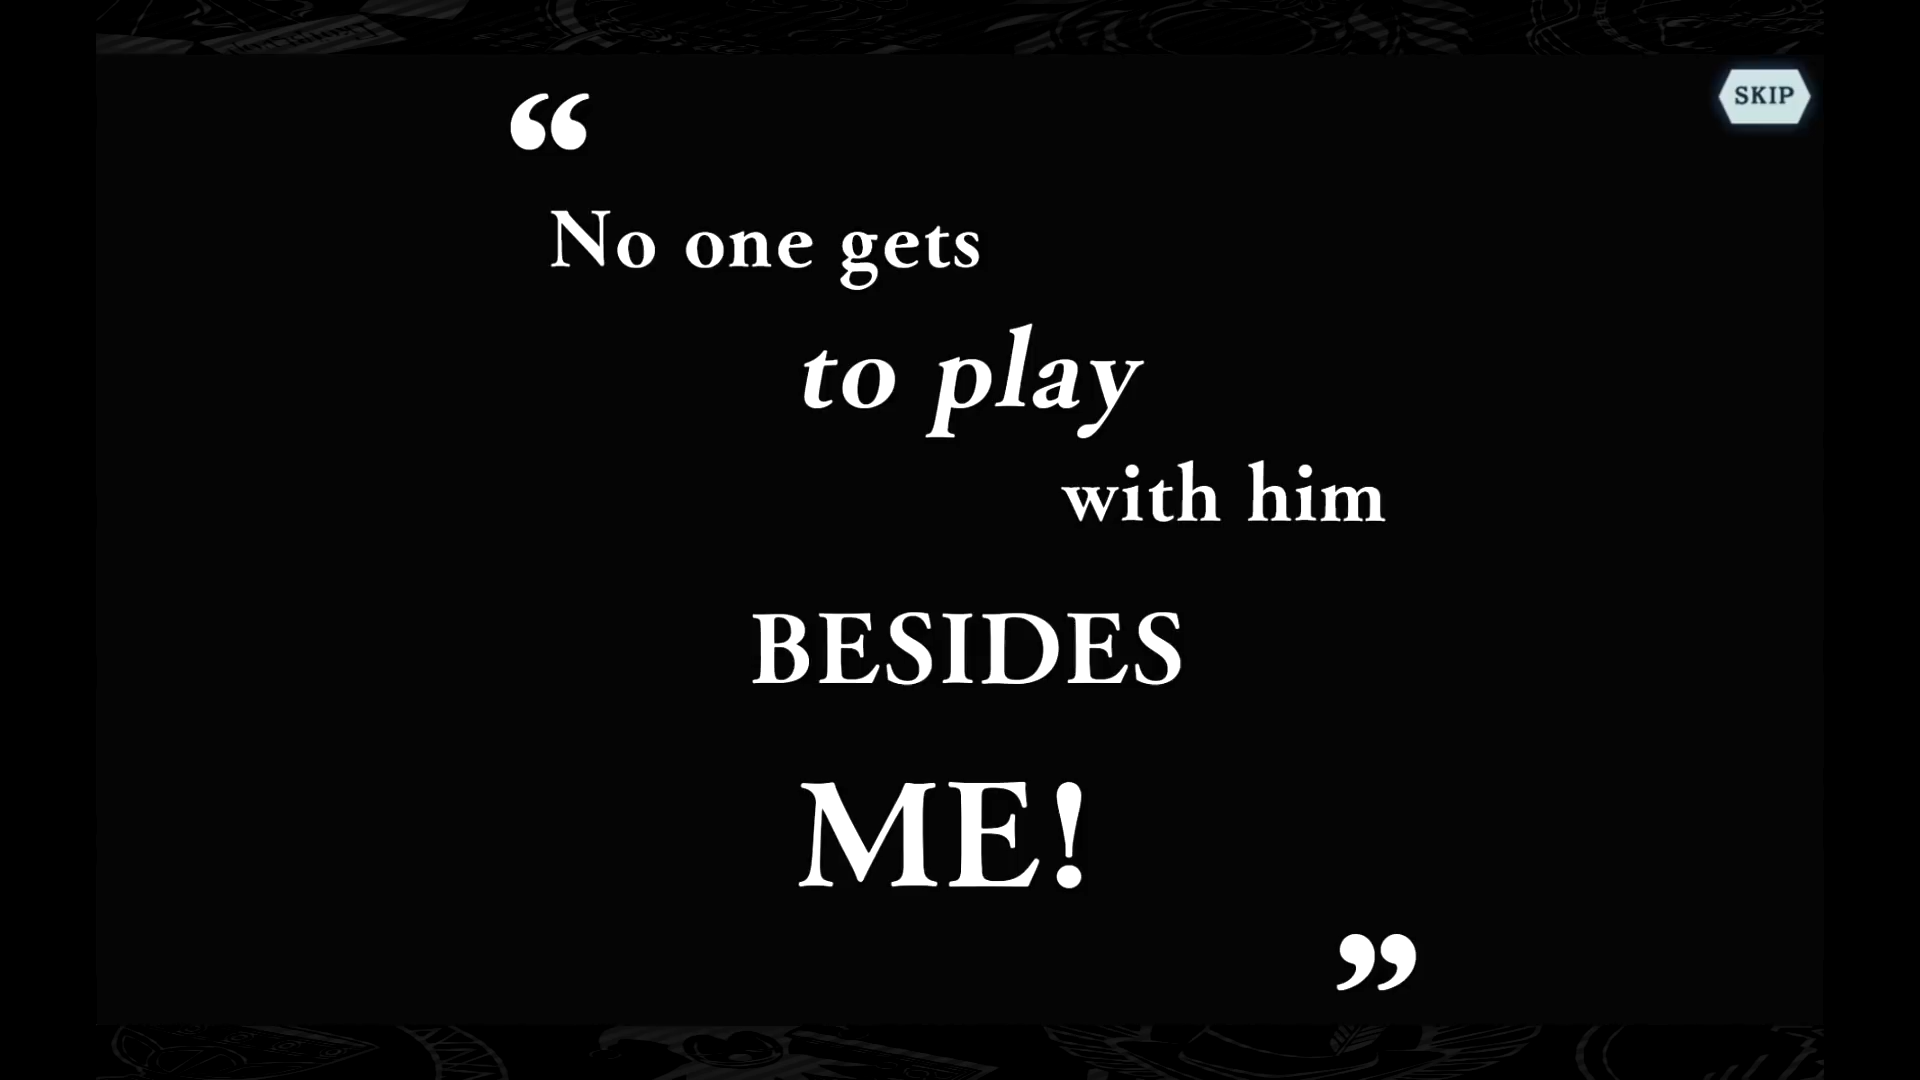 SKIP
“
No one gets
to play
with him
BESIDES
ME!
”